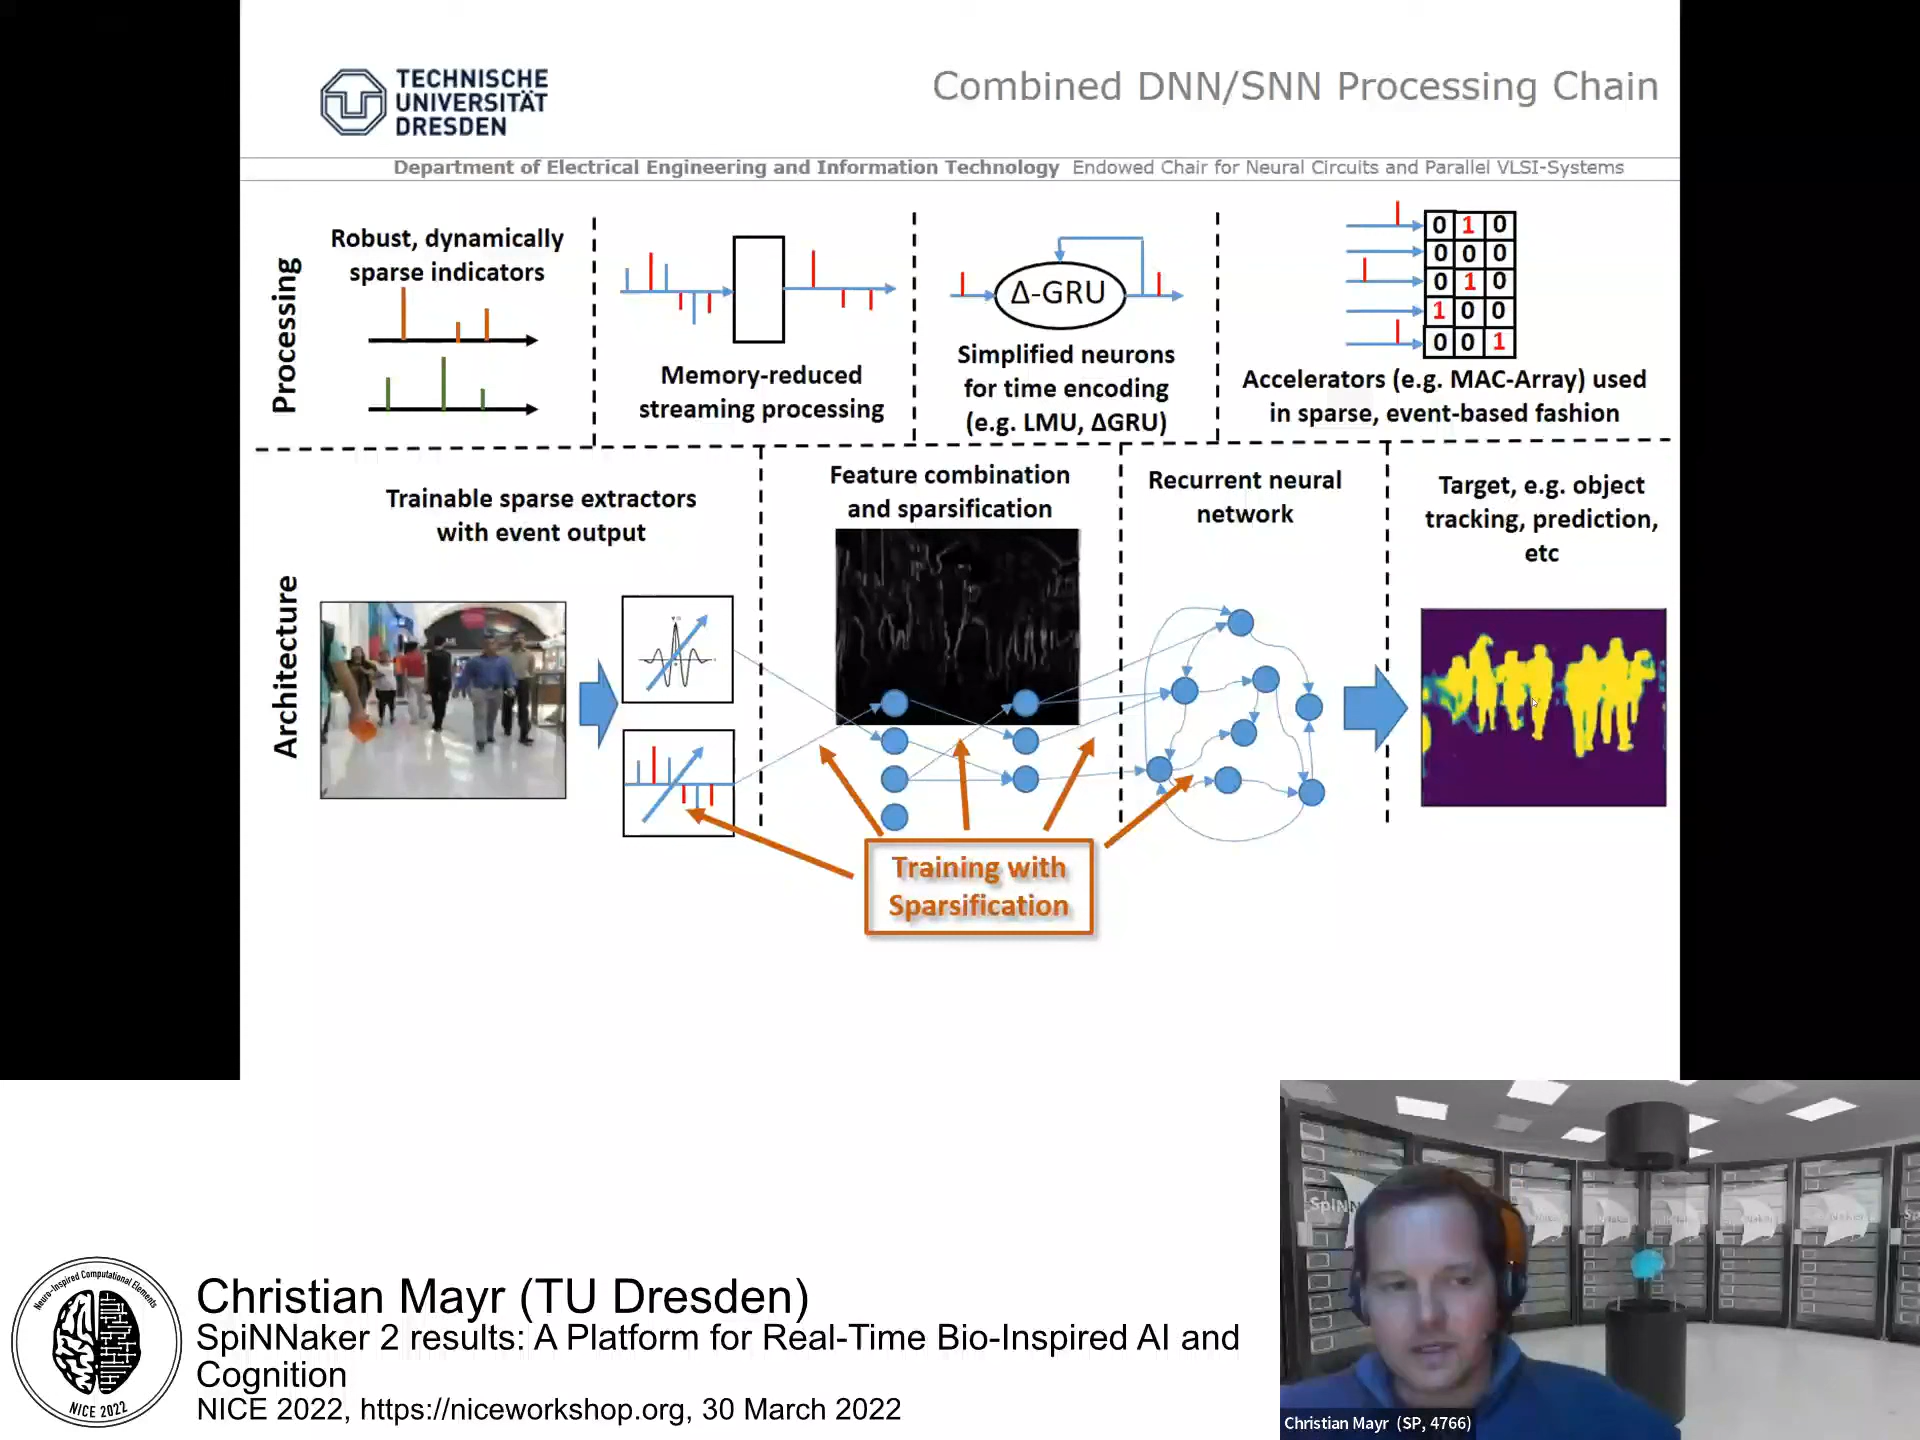 TECHNISCHE
UNIVERSITÄT
DRESDEN
Combined DNN/SNN Processing Chain
Department of Electrical Engineering and Information Technology Endowed Chair for Neural Circuits and Parallel VLSI-Systems
Processing
Robust, dynamically
sparse indicators
Memory-reduced
streaming processing
Δ-GRU
Simplified neurons
for time encoding
(e.g. LMU, ΔGRU)
0 1 0
0 0 0
0 1 0
1 0 0
0 0 1
Accelerators (e.g. MAC-Array) used
in sparse, event-based fashion
Architecture
Trainable sparse extractors
with event output
Feature combination
and sparsification
Recurrent neural
network
Target, e.g. object
tracking, prediction,
etc
Training with
Sparsification
Neuro-Inspired Computational Elements
NICE 2022
Christian Mayr (TU Dresden)
SpiNNaker 2 results: A Platform for Real-Time Bio-Inspired AI and
Cognition
NICE 2022, https://niceworkshop.org, 30 March 2022
Christian Mayr (SP, 4766)